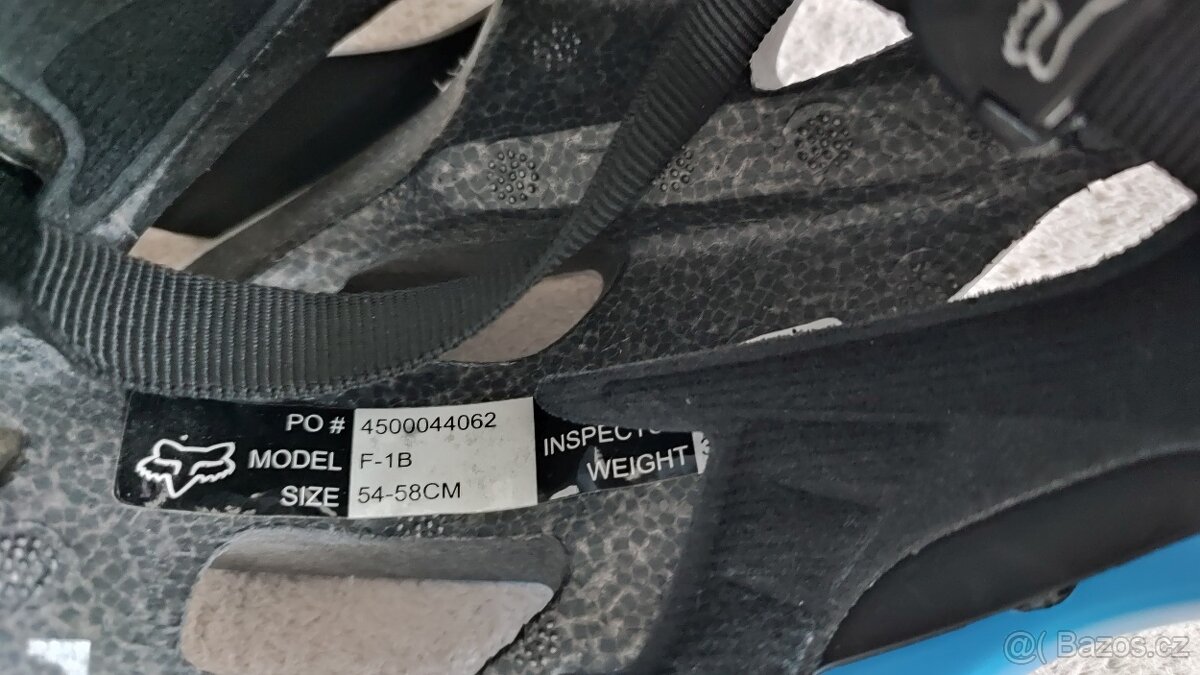 PO # 4500044062
MODEL F-1B
SIZE 54-58CM
WEIGHT
@( Bazos.cz